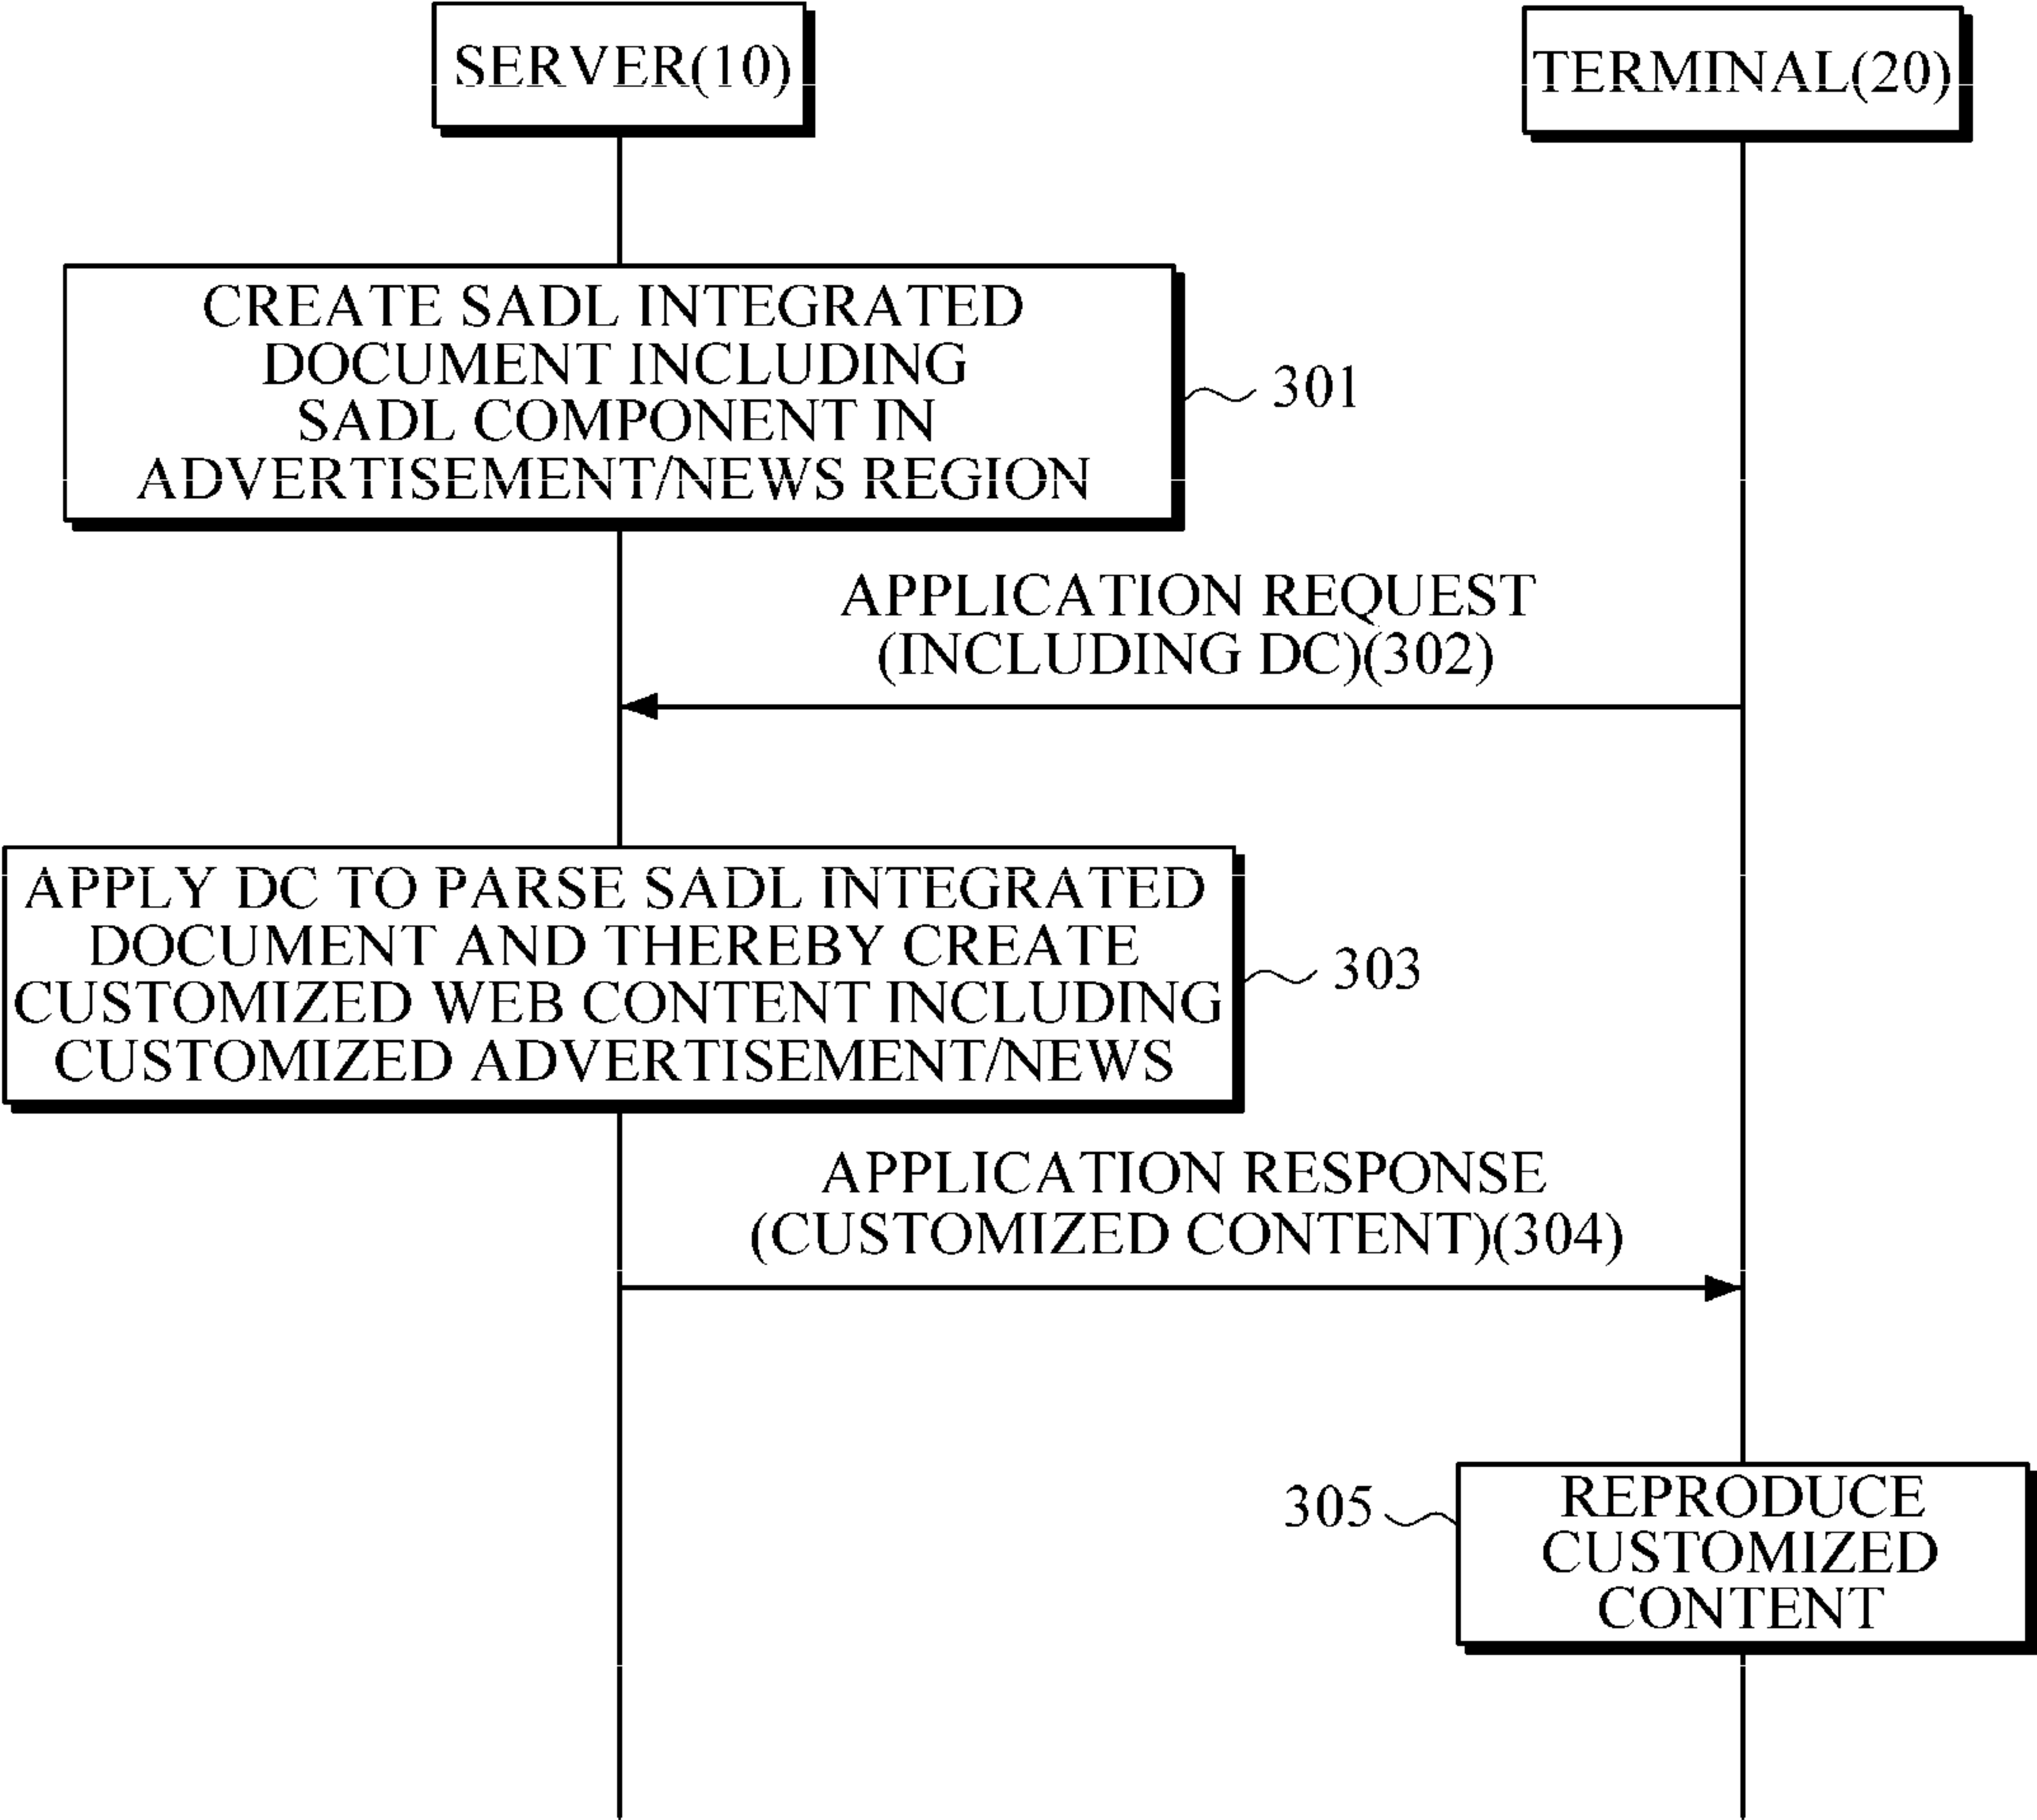 SERVER(10)
TERMINAL(20)
CREATE SADL INTEGRATED
DOCUMENT INCLUDING
SADL COMPONENT IN
ADVERTISEMENT/NEWS REGION
301
APPLICATION REQUEST
(INCLUDING DC)(302)
APPLY DC TO PARSE SADL INTEGRATED
DOCUMENT AND THEREBY CREATE
CUSTOMIZED WEB CONTENT INCLUDING
CUSTOMIZED ADVERTISEMENT/NEWS
303
APPLICATION RESPONSE
(CUSTOMIZED CONTENT)(304)
305
REPRODUCE
CUSTOMIZED
CONTENT